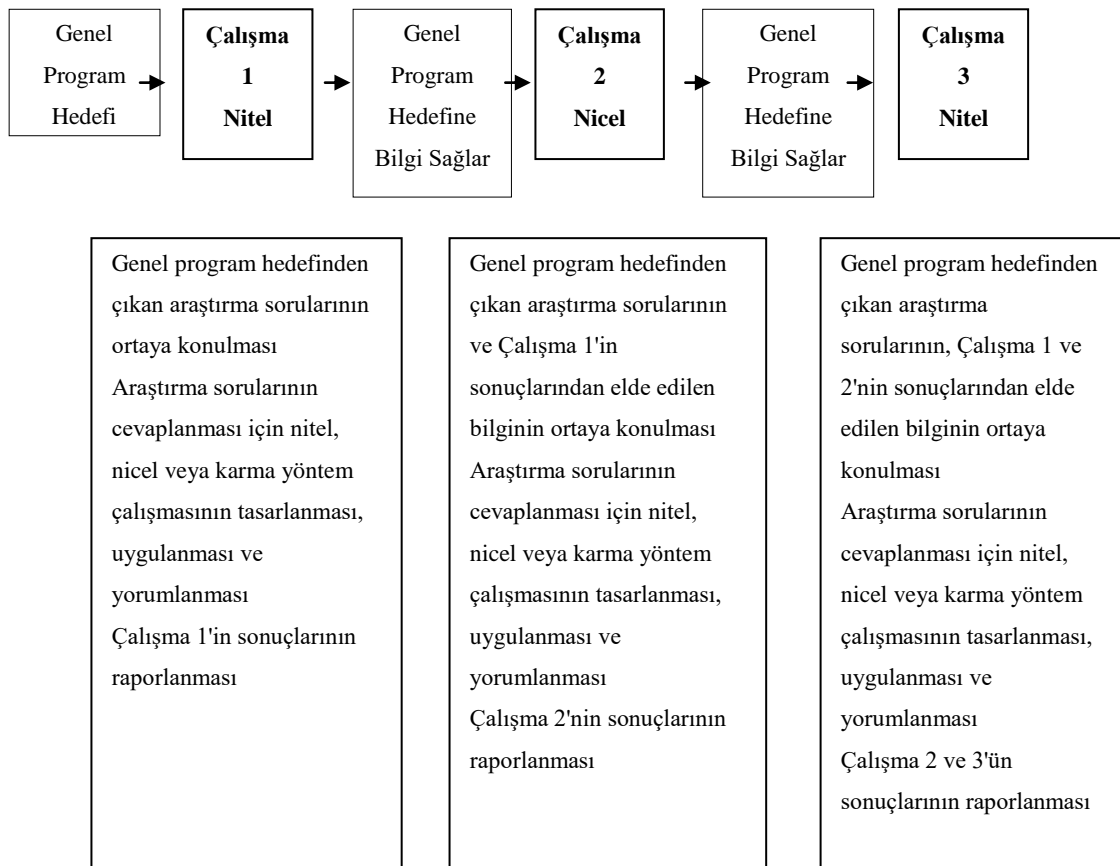 Genel
Program
Hedefi
Çalışma
1
Nitel
Genel
Program
Hedefine
Bilgi Sağlar
Çalışma
2
Nicel
Genel
Program
Hedefine
Bilgi Sağlar
Çalışma
3
Nitel
Genel program hedefinden
çıkan araştırma sorularının
ortaya konulması
Araştırma sorularının
cevaplanması için nitel,
nicel veya karma yöntem
çalışmasının tasarlanması,
uygulanması ve
yorumlanması
Çalışma 1'in sonuçlarının
raporlanması
Genel program hedefinden
çıkan araştırma sorularının
ve Çalışma 1'in
sonuçlarından elde edilen
bilginin ortaya konulması
Araştırma sorularının
cevaplanması için nitel,
nicel veya karma yöntem
çalışmasının tasarlanması,
uygulanması ve
yorumlanması
Çalışma 2'nin sonuçlarının
raporlanması
Genel program hedefinden
çıkan araştırma
sorularının, Çalışma 1 ve
2'nin sonuçlarından elde
edilen bilginin ortaya
konulması
Araştırma sorularının
cevaplanması için nitel,
nicel veya karma yöntem
çalışmasının tasarlanması,
uygulanması ve
yorumlanması
Çalışma 2 ve 3'ün
sonuçlarının raporlanması